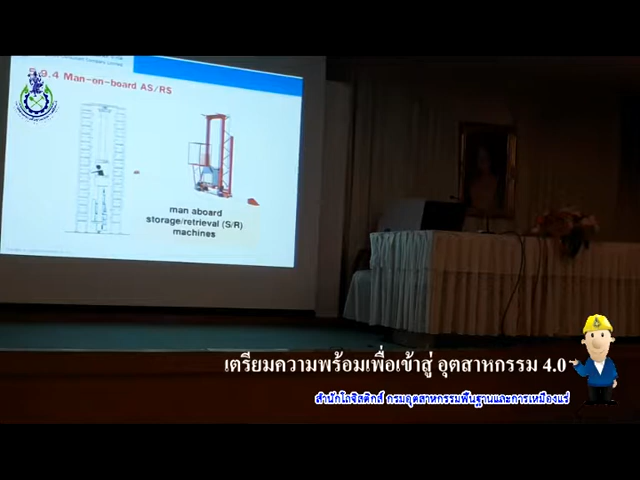 5.9.4 Man-on-board AS/RS
man aboard
storage/retrieval (S/R)
machines
เตรียมความพร้อมเพื่อเข้าสู่ อุตสาหกรรม 4.0
สำนักโลจิสติกส์ กรมอุตสาหกรรมพื้นฐานและการเหมืองแร่